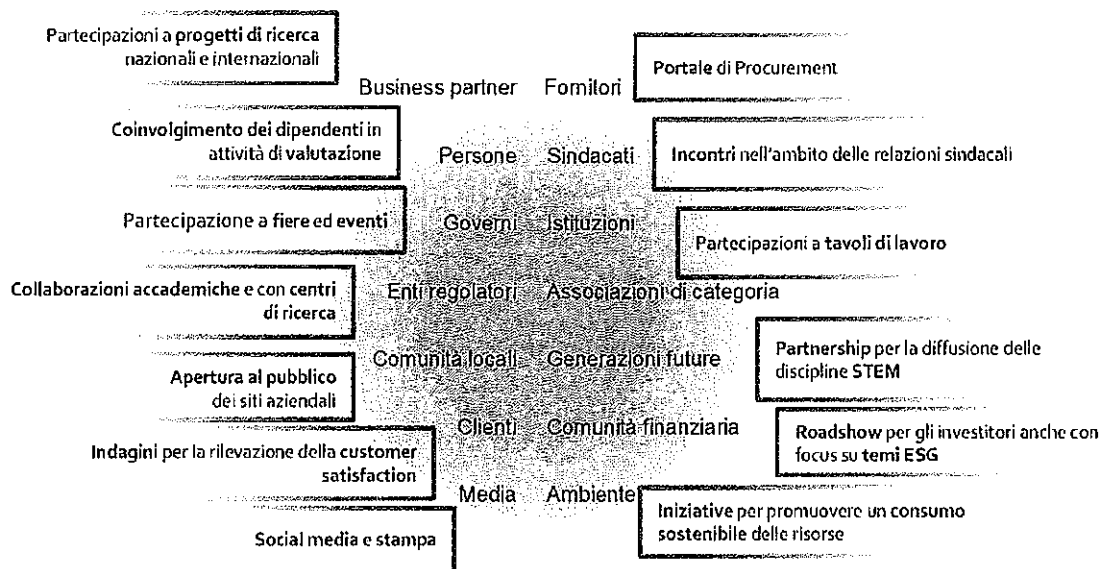 Partecipazioni a progetti di ricerca
nazionali e internazionali
Business partner
Fornitori
Portale di Procurement
Coinvolgimento dei dipendenti in
attività di valutazione
Persone
Sindacati
Incontri nell'ambito delle relazioni sindacali
Partecipazione a fiere ed eventi
Governi
Istituzioni
Partecipazioni a tavoli di lavoro
Collaborazioni accademiche e con centri
di ricerca
Enti regolatori
Associazioni di categoria
Apertura al pubblico
dei siti aziendali
Comunità locali
Generazioni future
Partnership per la diffusione delle
discipline STEM
Indagini per la rilevazione della customer
satisfaction
Clienti
Comunità finanziaria
Roadshow per gli investitori anche con
focus su temi ESG
Social media e stampa
Media
Ambiente
Iniziative per promuovere un consumo
sostenibile delle risorse